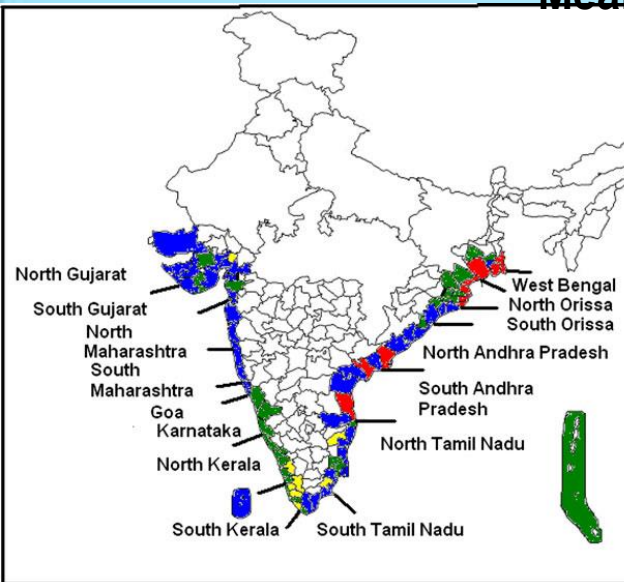 North Gujarat
South Gujarat
North
Maharashtra
South
Maharashtra
Goa
Karnataka
North Kerala
South Kerala
South Tamil Nadu
West Bengal
North Orissa
South Orissa
North Andhra Pradesh
South Andhra
Pradesh
North Tamil Nadu